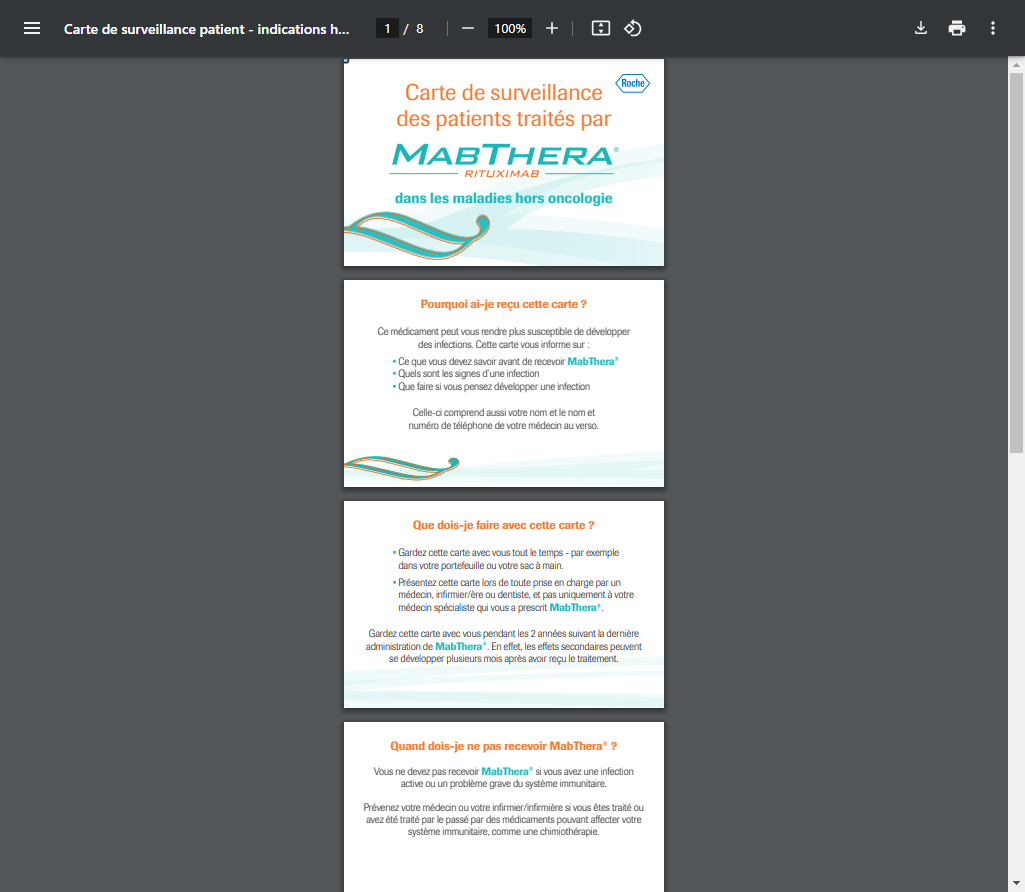 Carte de surveillance patient - indications h...
1 / 8
100%
Roche
Carte de surveillance
des patients traités par
MABTHERA®
RITUXIMAB
dans les maladies hors oncologie
Pourquoi ai-je reçu cette carte ?
Ce médicament peut vous rendre plus susceptible de développer
des infections. Cette carte vous informe sur :
• Ce que vous devez savoir avant de recevoir MabThera®
• Quels sont les signes d'une infection
• Que faire si vous pensez développer une infection
Celle-ci comprend aussi votre nom et le nom et
numéro de téléphone de votre médecin au verso.
Que dois-je faire avec cette carte ?
• Gardez cette carte avec vous tout le temps - par exemple
dans votre portefeuille ou votre sac à main.
• Présentez cette carte lors de toute prise en charge par un
médecin, infirmier/ère ou dentiste, et pas uniquement à votre
médecin spécialiste qui vous a prescrit MabThera®.
Gardez cette carte avec vous pendant les 2 années suivant la dernière
administration de MabThera®. En effet, les effets secondaires peuvent
se développer plusieurs mois après avoir reçu le traitement.
Quand dois-je ne pas recevoir MabThera® ?
Vous ne devez pas recevoir MabThera® si vous avez une infection
active ou un problème grave du système immunitaire.
Prévenez votre médecin ou votre infirmier/infirmière si vous êtes traité ou
avez été traité par le passé par des médicaments pouvant affecter votre
système immunitaire, comme une chimiothérapie.